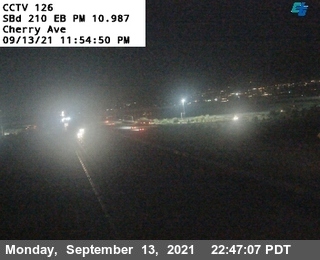 CCTV 126
SBd 210 EB PM 10.987
Cherry Ave
09/13/21 11:54:50 PM
Monday, September 13, 2021 22:47:07 PDT